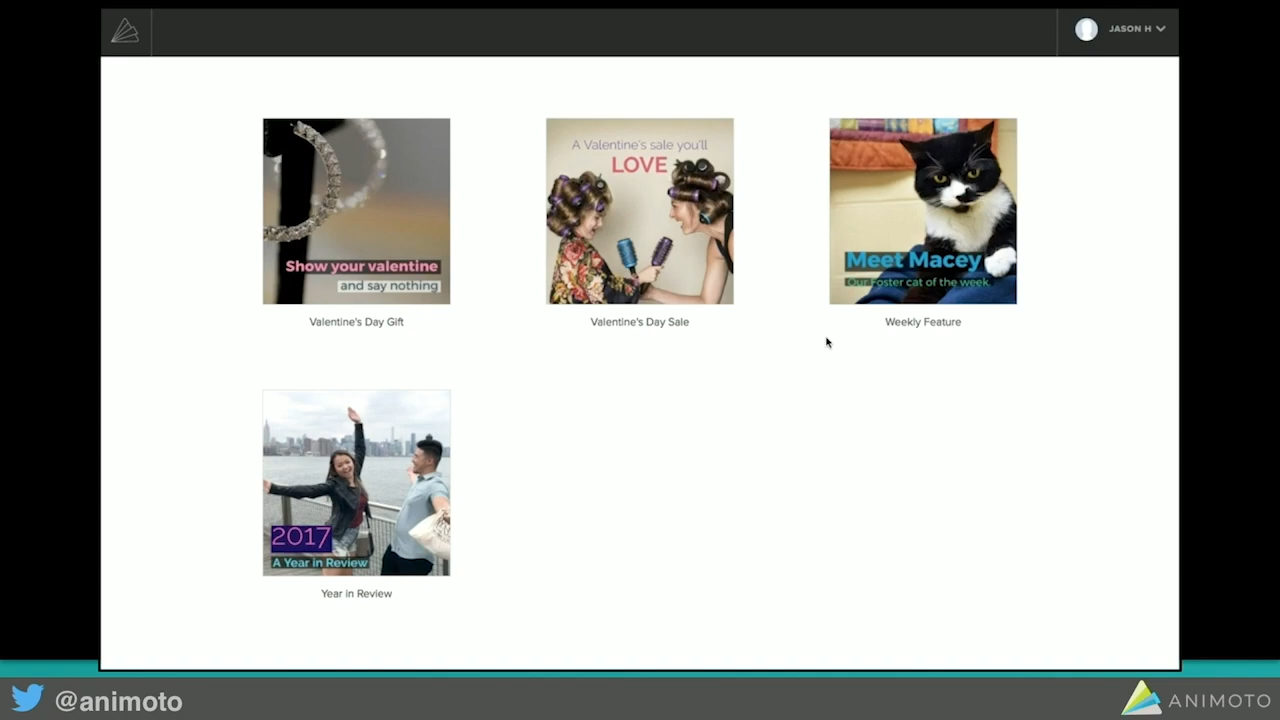 JASON H
Show your valentine
and say nothing
Valentine's Day Gift
A Valentine's sale you'll
LOVE
Valentine's Day Sale
Meet Macey
Our Foster cat of the week
Weekly Feature
2017
A Year in Review
Year in Review
@animoto
ANIMOTO